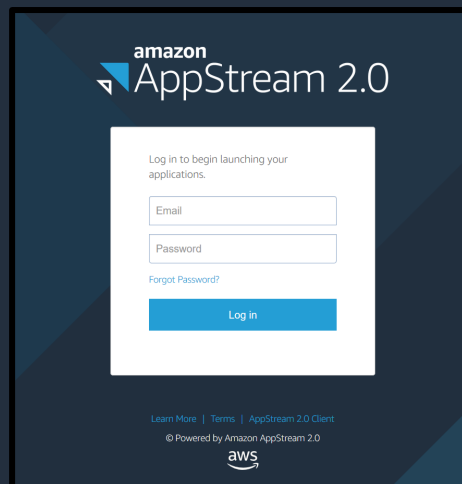 amazon
AppStream 2.0
Log in to begin launching your
applications.
Email
Password
Forgot Password?
Log in
Learn More | Terms | AppStream 2.0 Client
© Powered by Amazon AppStream 2.0
aws